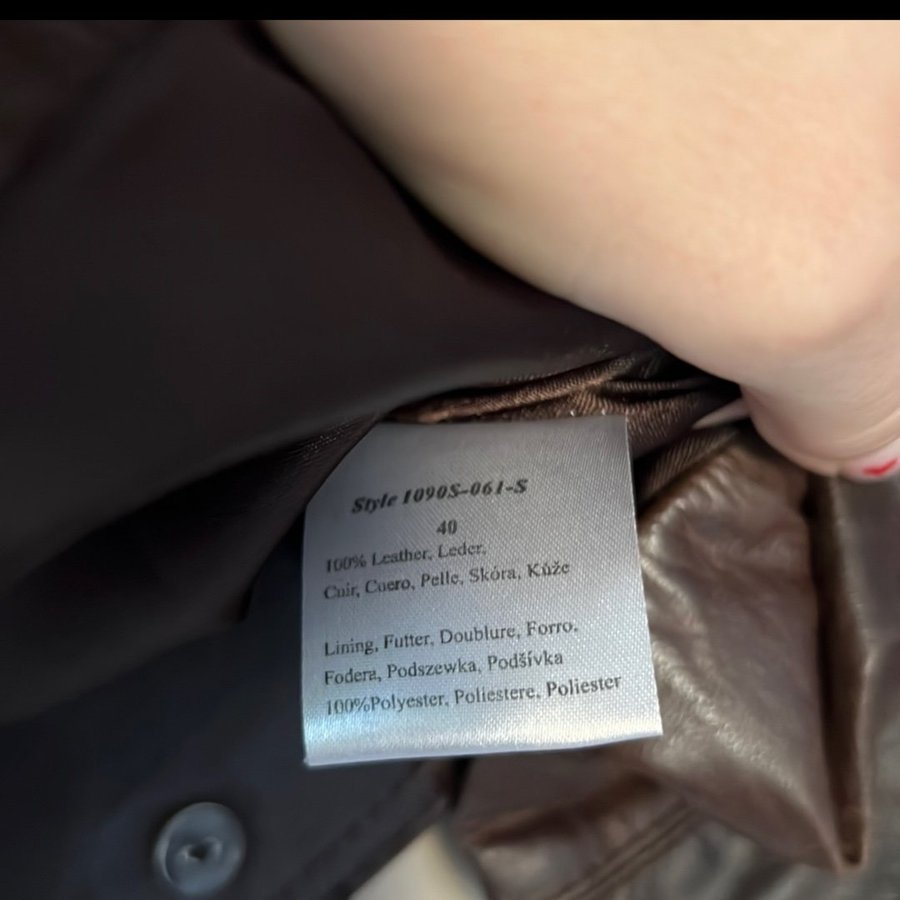 Style 1090S-061-S
40
100% Leather, Leder,
Cuir, Cuero, Pelle, Skóra, Kůže
Lining, Futter, Doublure, Forro,
Fodera, Podszewka, Podšívka
100%Polyester, Poliestere, Poliester